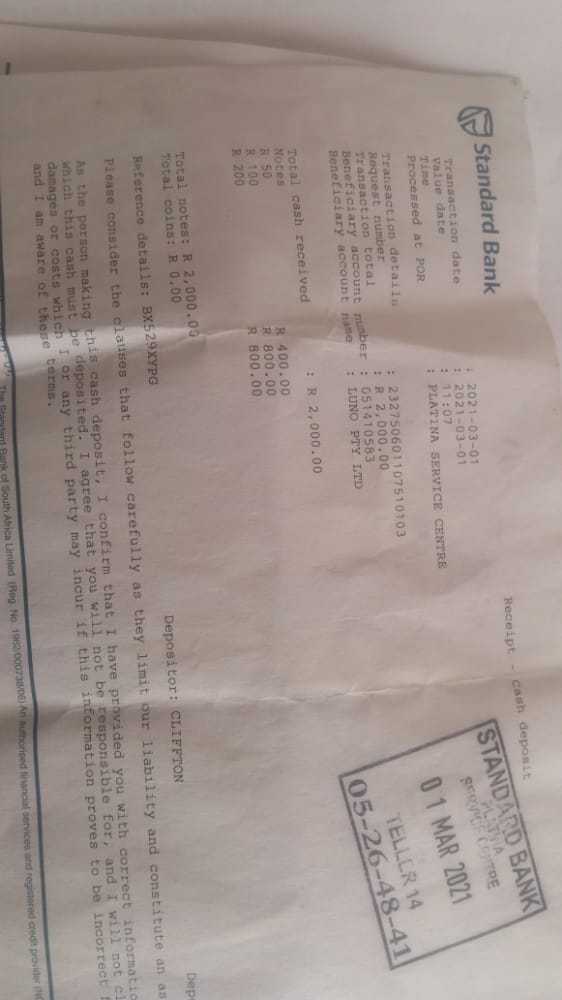 Standard Bank
Receipt - Cash deposit
Transaction date : 2021-03-01
Value date : 2021-03-01
Time : 11:07
Processed at POR : PLATINA SERVICE CENTRE
Transaction details
Request number : 232750601107510103
Transaction total : R 2,000.00
Beneficiary account number : 051410583
Beneficiary account name : LUNO PTY LTD
Total cash received : R 2,000.00
Notes
R 50 R 400.00
R 100 R 800.00
R 200 R 800.00
Total notes: R 2,000.00
Total coins: R 0.00
Reference details: BX529XYPG Depositor: CLIFFTON
Please consider the clauses that follow carefully as they limit our liability and constitute an
As the person making this cash deposit, I confirm that I have provided you with correct
which this cash must be deposited. I agree that you will not be responsible for, and I will not
damages or costs which I or any third party may incur if this information proves to be incorrect
and I am aware of these terms.
The Standard Bank of South Africa Limited (Reg. No. 1962/000738/06) An authorised financial services and registered credit provider
STANDARD BANK
PLATINA
SERVICE CENTRE
01 MAR 2021
TELLER 14
05-26-48-41